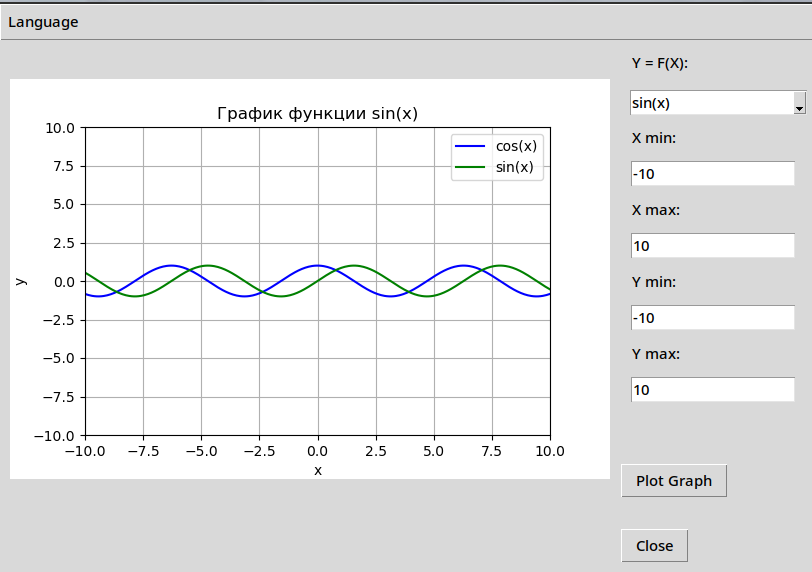 Language
График функции sin(x)
cos(x)
sin(x)
10.0
7.5
5.0
2.5
0.0
−2.5
−5.0
−7.5
−10.0
y
−10.0 −7.5 −5.0 −2.5 0.0 2.5 5.0 7.5 10.0
x
Y = F(X):
sin(x)
X min:
-10
X max:
10
Y min:
-10
Y max:
10
Plot Graph
Close